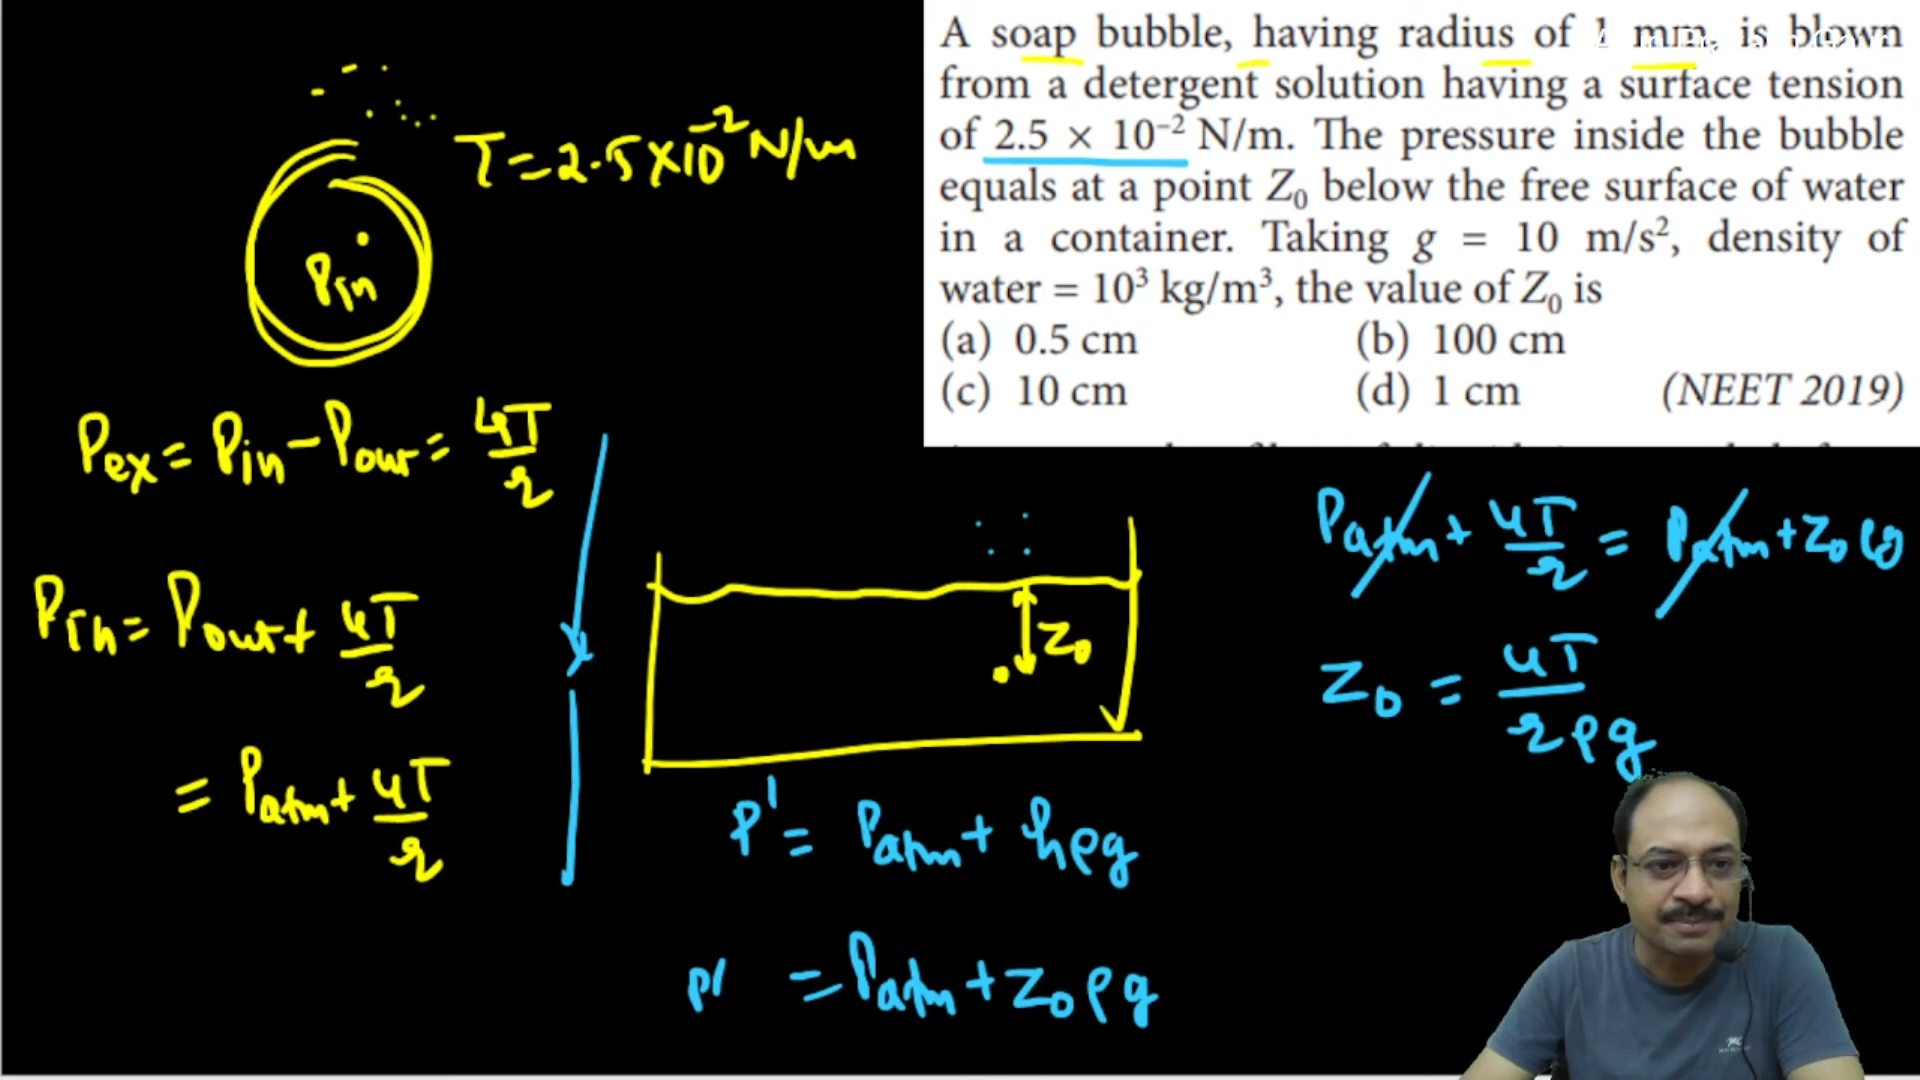 A soap bubble, having radius of 1 mm, is blown
from a detergent solution having a surface tension
of 2.5 × 10⁻² N/m. The pressure inside the bubble
equals at a point Z₀ below the free surface of water
in a container. Taking g = 10 m/s², density of
water = 10³ kg/m³, the value of Z₀ is
(a) 0.5 cm (b) 100 cm
(c) 10 cm (d) 1 cm (NEET 2019)
T = 2.5 × 10⁻² N/m
Pin
Pex = Pin − Pout = 4T/r
Pin = Pout + 4T/r
= Patm + 4T/r
Z₀
P' = Patm + hρg
P' = Patm + Z₀ρg
Patm + 4T/r = Patm + Z₀ρg
Z₀ = 4T/rρg